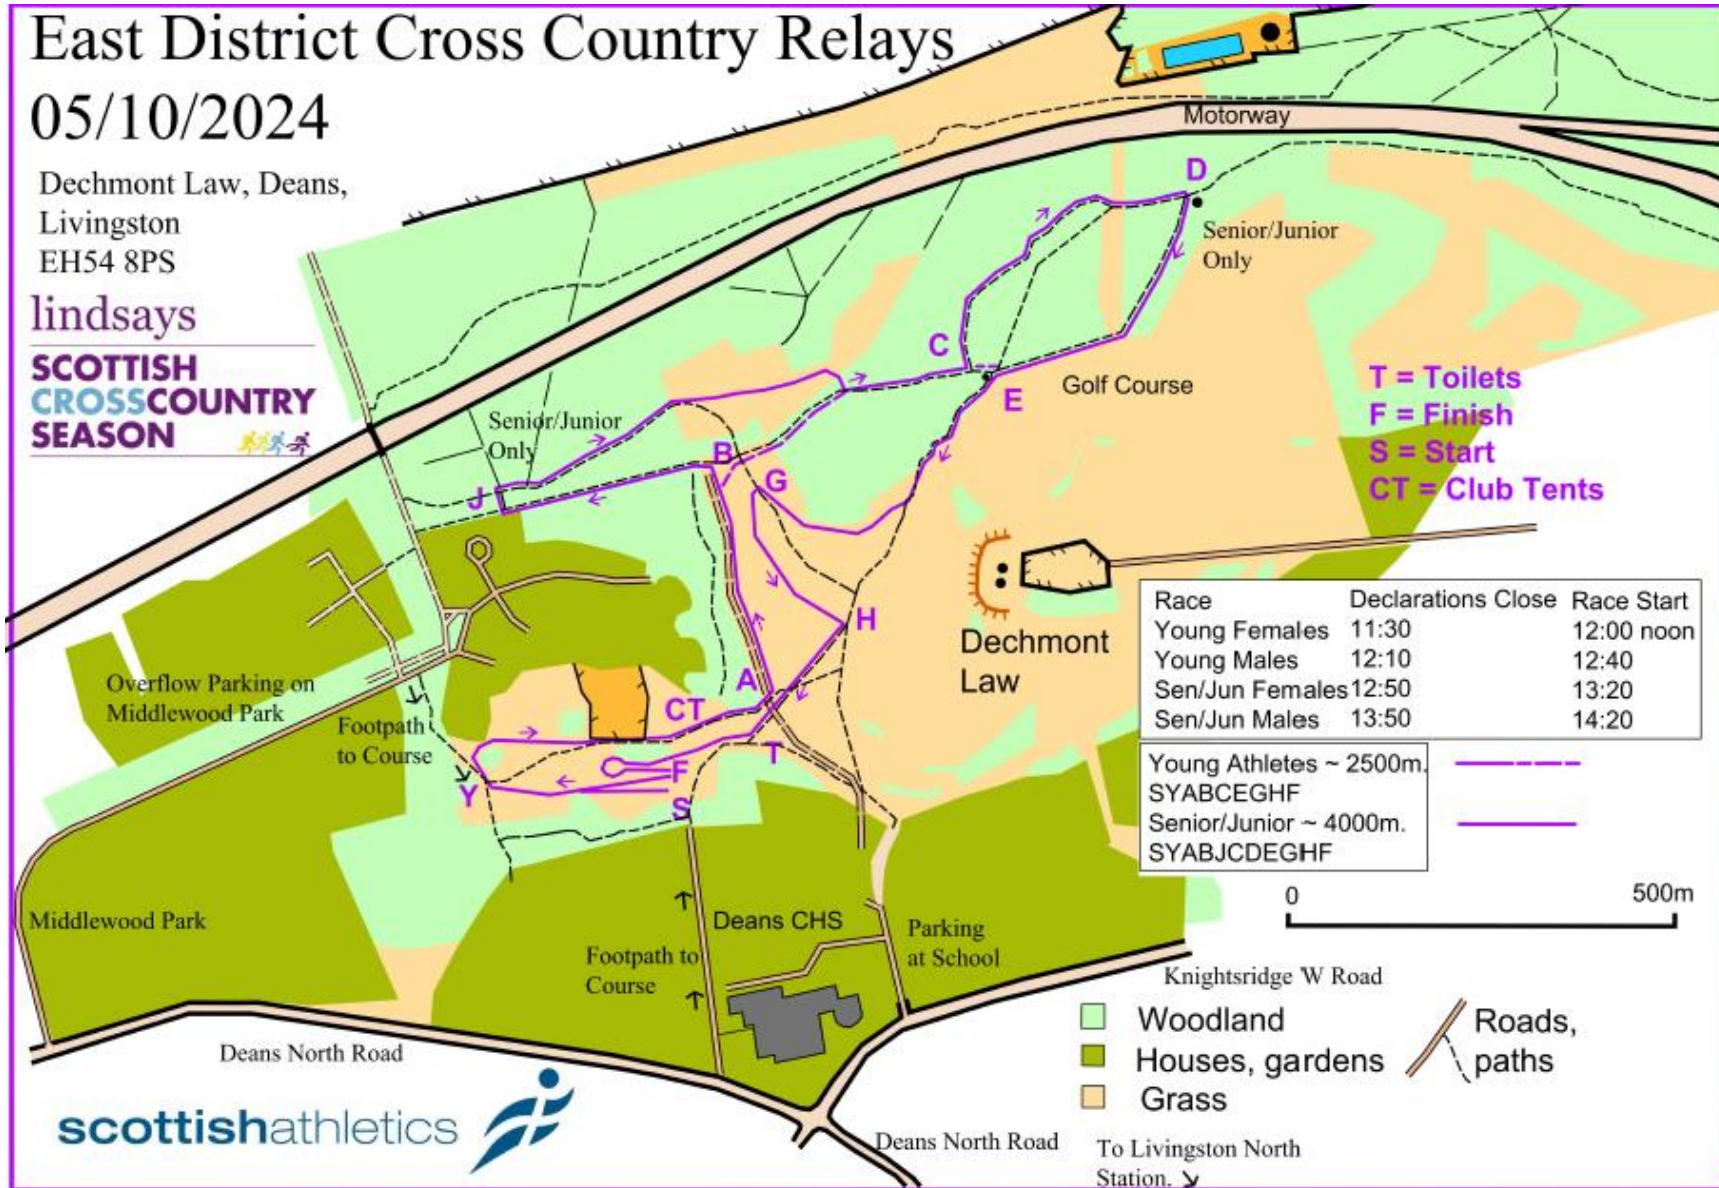 East District Cross Country Relays
05/10/2024
Dechmont Law, Deans,
Livingston
EH54 8PS
lindsays
SCOTTISH
CROSSCOUNTRY
SEASON
Motorway
D
Senior/Junior
Only
C
E
Golf Course
T = Toilets
F = Finish
S = Start
CT = Club Tents
Senior/Junior
Only
B
G
J
H
Dechmont
Law
A
CT
T
F
S
Y
Overflow Parking on
Middlewood Park
Footpath
to Course
Race Declarations Close Race Start
Young Females 11:30 12:00 noon
Young Males 12:10 12:40
Sen/Jun Females 12:50 13:20
Sen/Jun Males 13:50 14:20
Young Athletes ~ 2500m.
SYABCEGHF
Senior/Junior ~ 4000m.
SYABJCDEGHF
0 500m
Middlewood Park
Deans CHS
Footpath to
Course
Parking
at School
Knightsridge W Road
Deans North Road
Woodland
Houses, gardens
Grass
Roads,
paths
scottishathletics
Deans North Road
To Livingston North
Station.